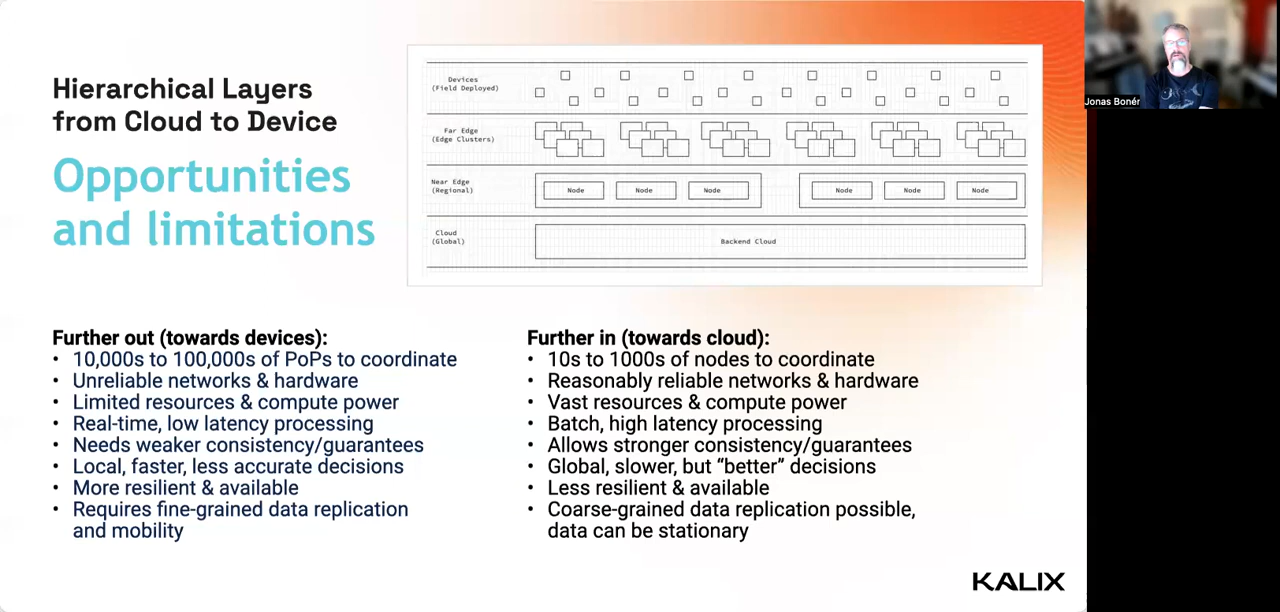 Hierarchical Layers
from Cloud to Device
Opportunities
and limitations
Devices
(Field Deployed)
Far Edge
(Edge Clusters)
Near Edge
(Regional)
Node Node Node Node Node Node
Cloud
(Global)
Backend Cloud
Jonas Bonér
Further out (towards devices):
• 10,000s to 100,000s of PoPs to coordinate
• Unreliable networks & hardware
• Limited resources & compute power
• Real-time, low latency processing
• Needs weaker consistency/guarantees
• Local, faster, less accurate decisions
• More resilient & available
• Requires fine-grained data replication
and mobility
Further in (towards cloud):
• 10s to 1000s of nodes to coordinate
• Reasonably reliable networks & hardware
• Vast resources & compute power
• Batch, high latency processing
• Allows stronger consistency/guarantees
• Global, slower, but “better” decisions
• Less resilient & available
• Coarse-grained data replication possible,
data can be stationary
KALIX